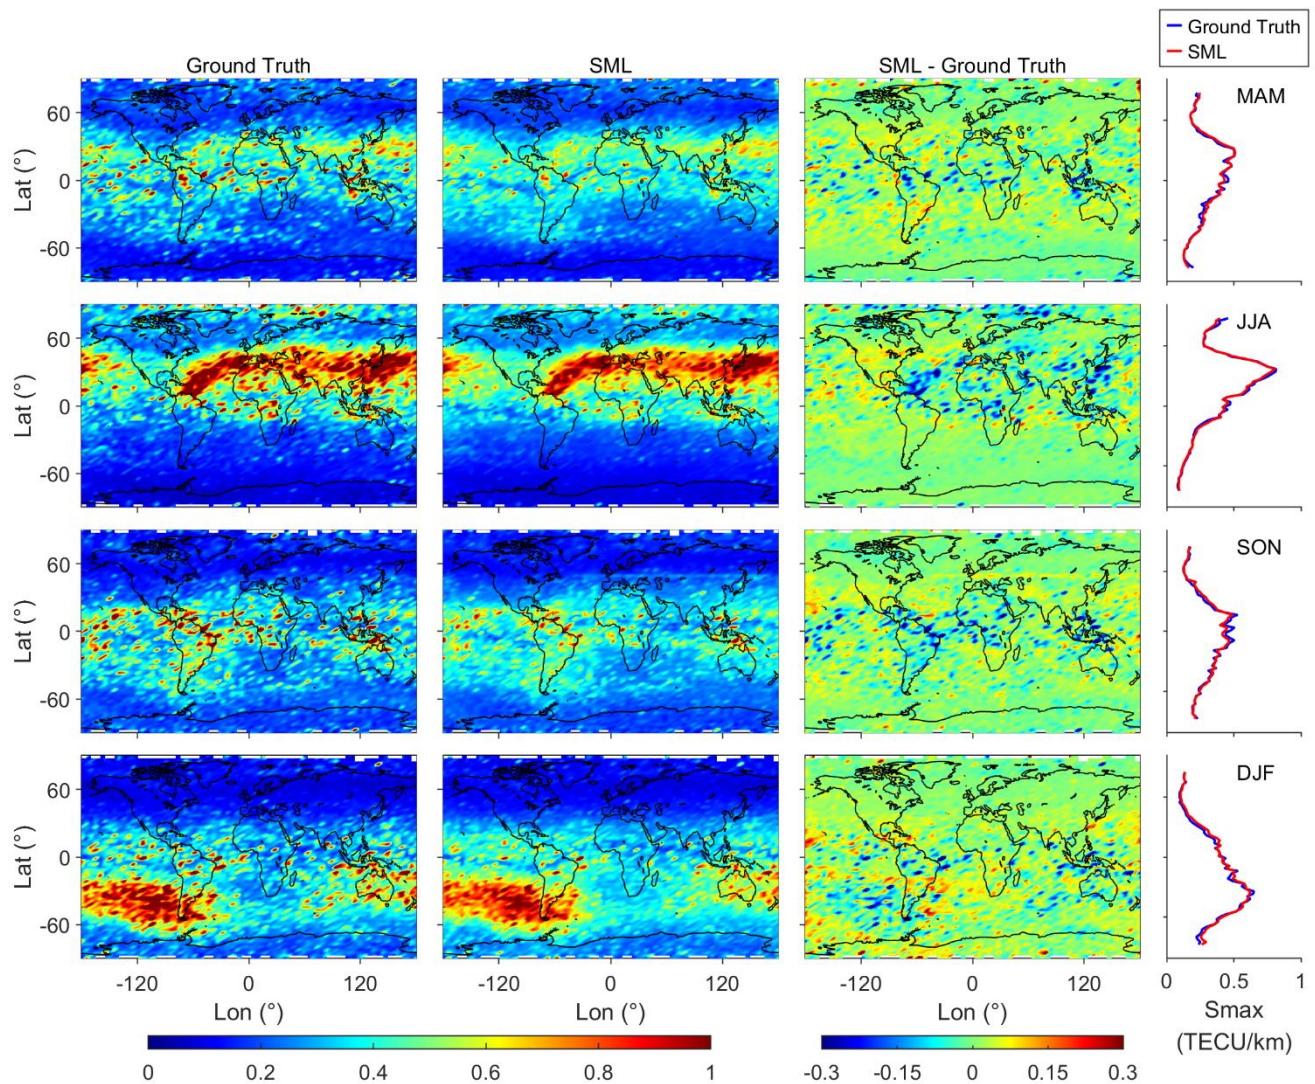 Ground Truth
SML
Ground Truth
SML
SML - Ground Truth
MAM
Lat (°)
60
0
-60
JJA
Lat (°)
60
0
-60
SON
Lat (°)
60
0
-60
DJF
Lat (°)
60
0
-60
-120
0
120
-120
0
120
-120
0
120
0
0.5
1
Lon (°)
Lon (°)
Lon (°)
Smax
(TECU/km)
0
0.2
0.4
0.6
0.8
1
-0.3
-0.15
0
0.15
0.3